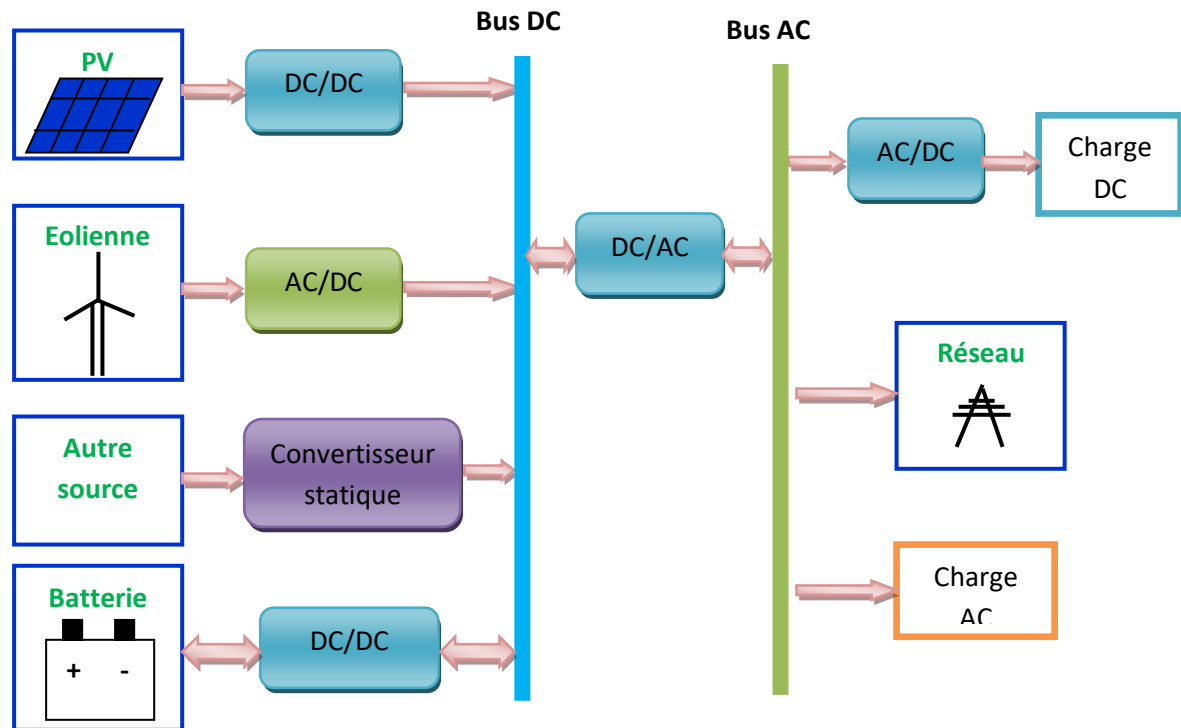 Bus DC
Bus AC
PV
DC/DC
AC/DC
Charge
DC
Eolienne
AC/DC
DC/AC
Réseau
Autre
source
Convertisseur
statique
Charge
AC
Batterie
+ -
DC/DC